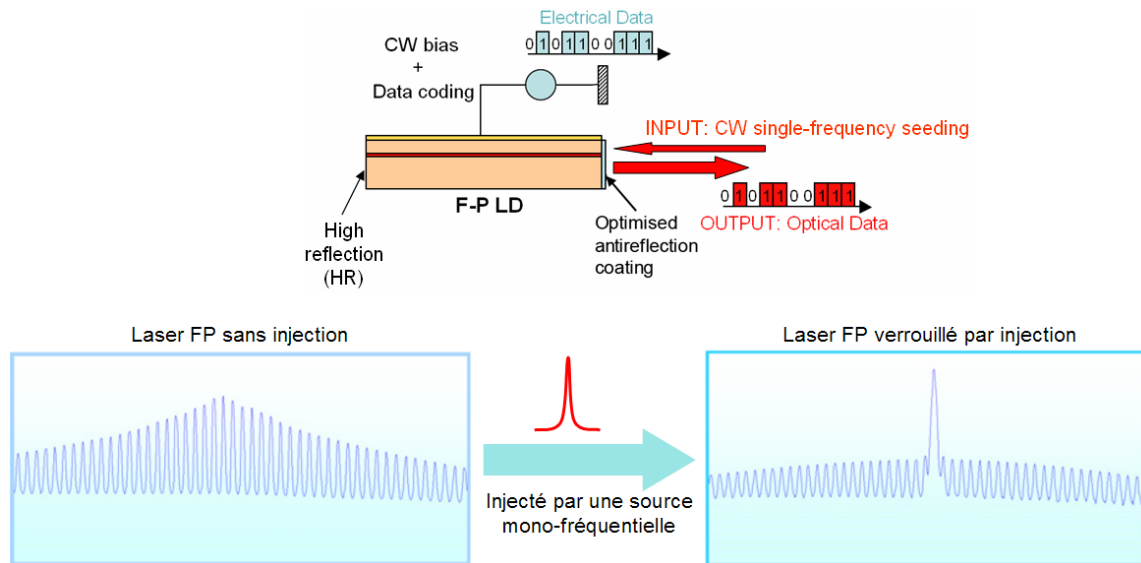 Electrical Data
0 1 0 1 1 0 0 1 1 1
CW bias
+
Data coding
INPUT: CW single-frequency seeding
0 1 0 1 1 0 0 1 1 1
OUTPUT: Optical Data
F-P LD
High
reflection
(HR)
Optimised
antireflection
coating
Laser FP sans injection
Laser FP verrouillé par injection
Injecté par une source
mono-fréquentielle